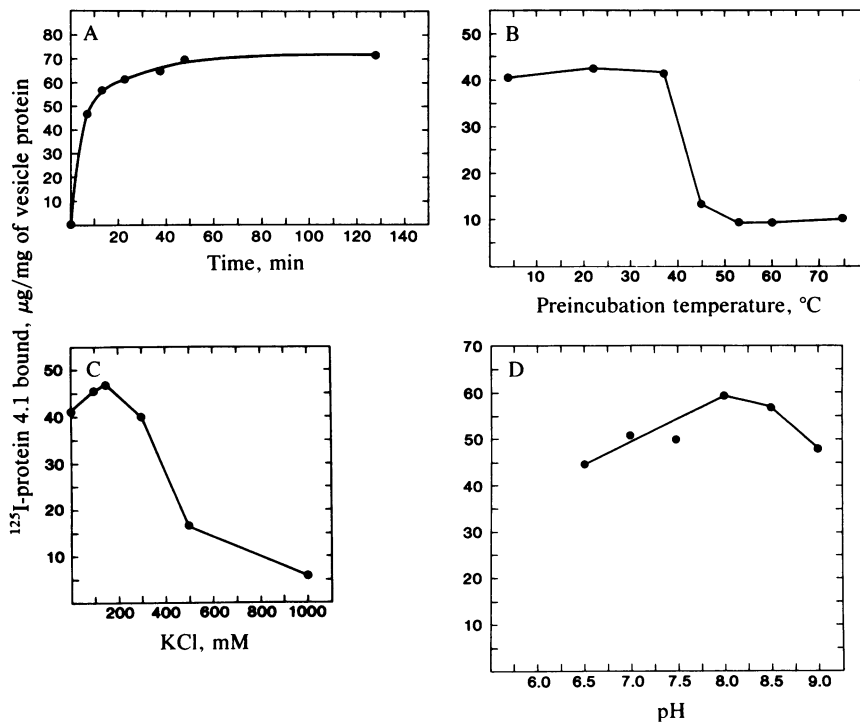 A
80
70
60
50
40
30
20
10
20 40 60 80 100 120 140
Time, min
B
50
40
30
20
10
10 20 30 40 50 60 70
Preincubation temperature, °C
¹²⁵I-protein 4.1 bound, μg/mg of vesicle protein
C
50
40
30
20
10
200 400 600 800 1000
KCl, mM
D
70
60
50
40
30
20
10
6.0 6.5 7.0 7.5 8.0 8.5 9.0
pH